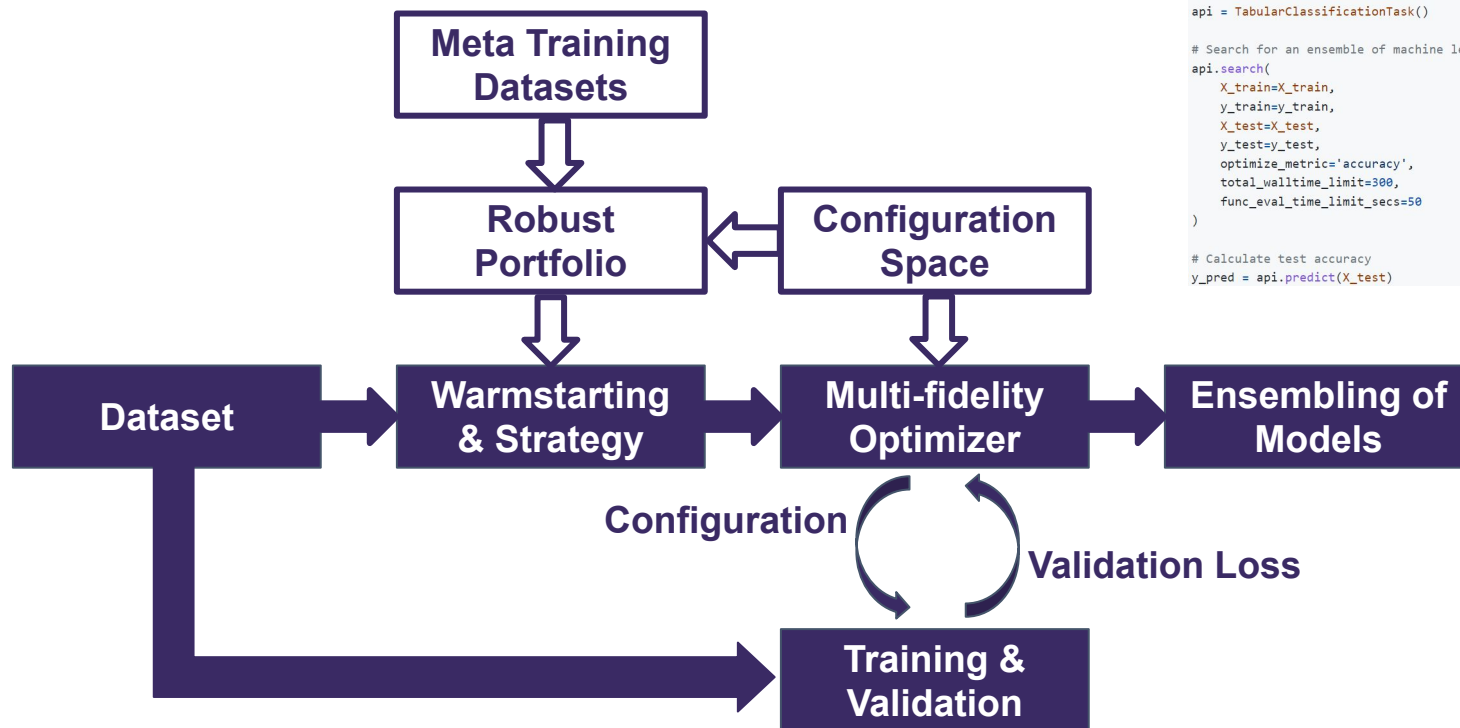 Meta Training
Datasets
Robust
Portfolio
Configuration
Space
Dataset
Warmstarting
& Strategy
Multi-fidelity
Optimizer
Ensembling of
Models
Configuration
Validation Loss
Training &
Validation
api = TabularClassificationTask()
# Search for an ensemble of machine
api.search(
X_train=X_train,
y_train=y_train,
X_test=X_test,
y_test=y_test,
optimize_metric='accuracy',
total_walltime_limit=300,
func_eval_time_limit_secs=50
)
# Calculate test accuracy
y_pred = api.predict(X_test)